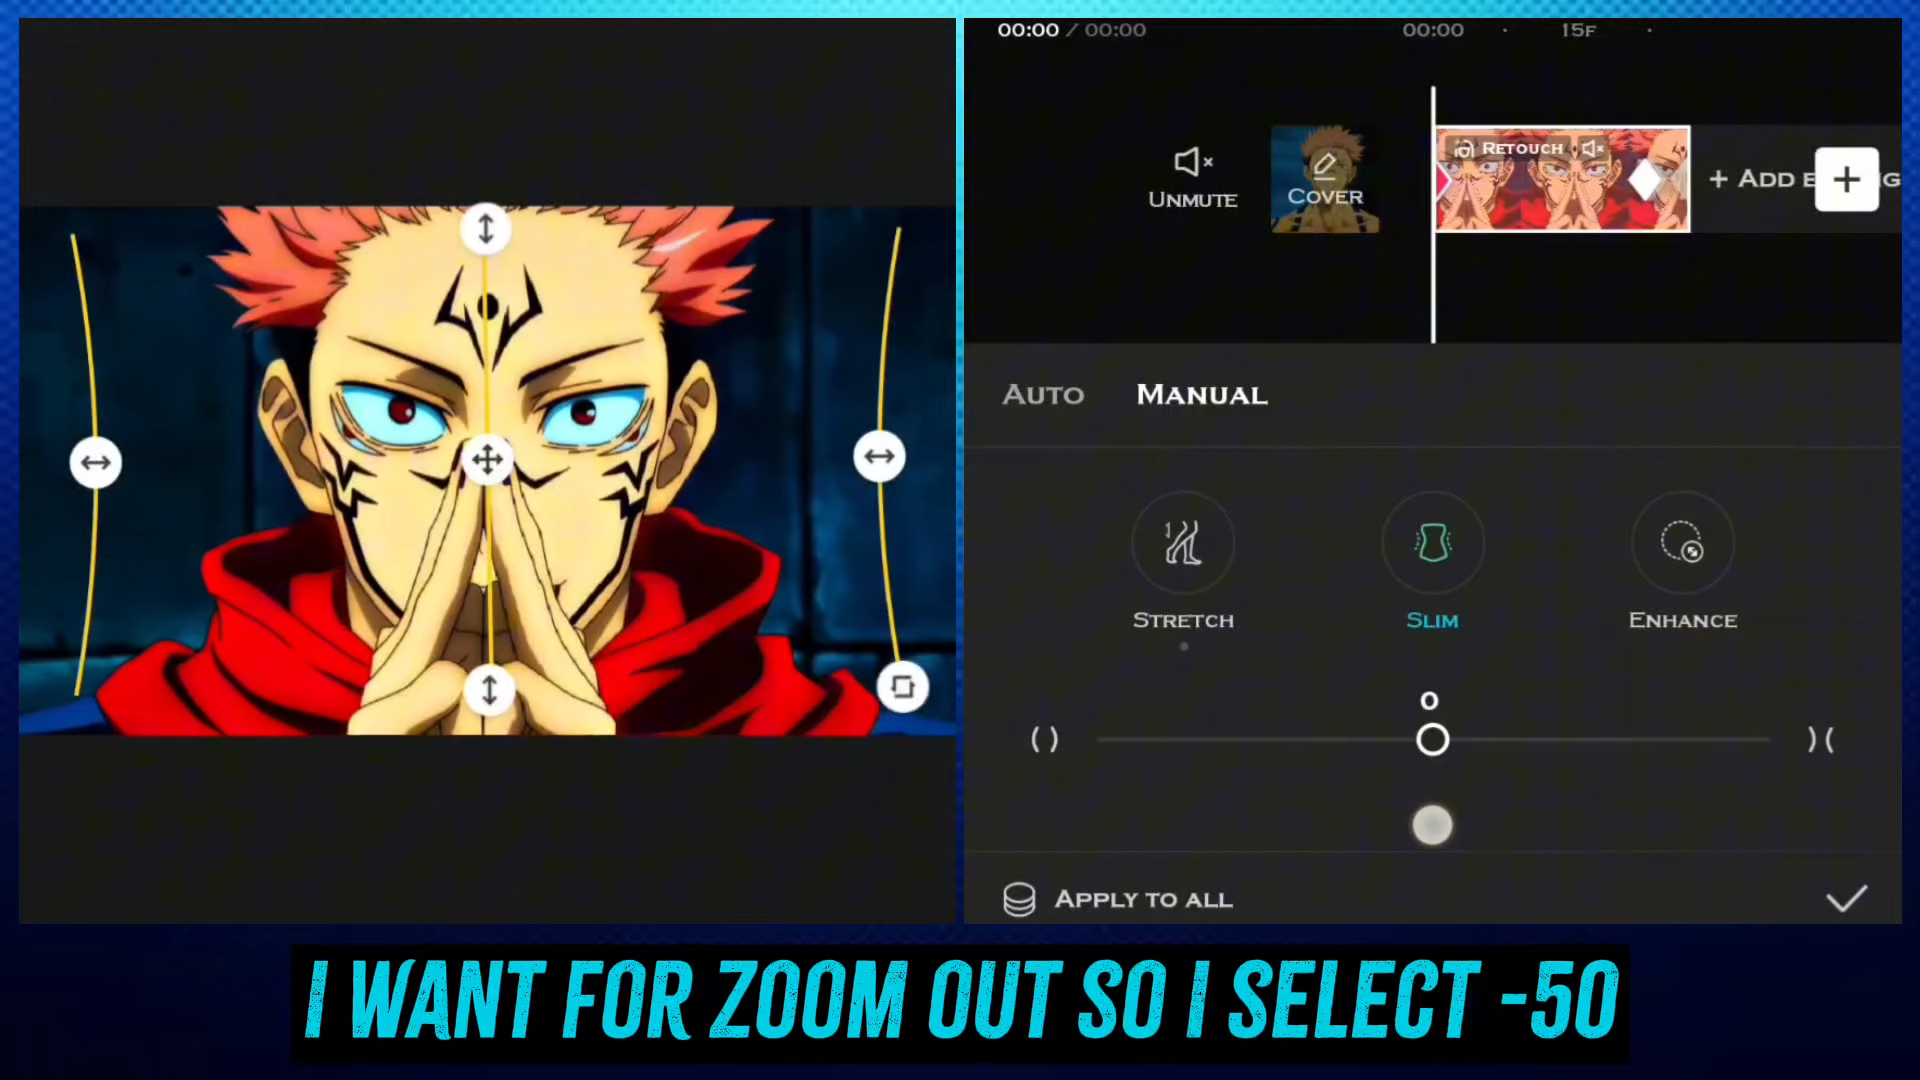 00:00 / 00:00
00:00 · 15F ·
UNMUTE
COVER
RETOUCH
+ ADD
AUTO MANUAL
STRETCH SLIM ENHANCE
0
APPLY TO ALL
I WANT FOR ZOOM OUT SO I SELECT -50